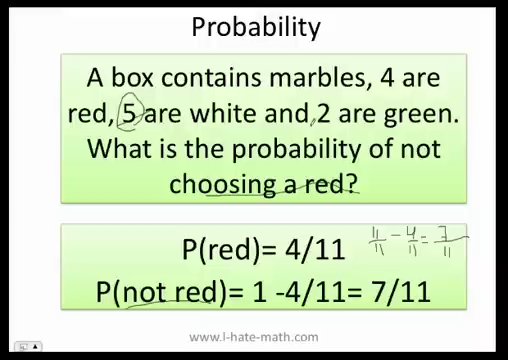 Probability
A box contains marbles, 4 are
red, 5 are white and 2 are green.
What is the probability of not
choosing a red?
11/11 - 4/11 = 7/11
P(red)= 4/11
P(not red)= 1 -4/11= 7/11
www.I-hate-math.com